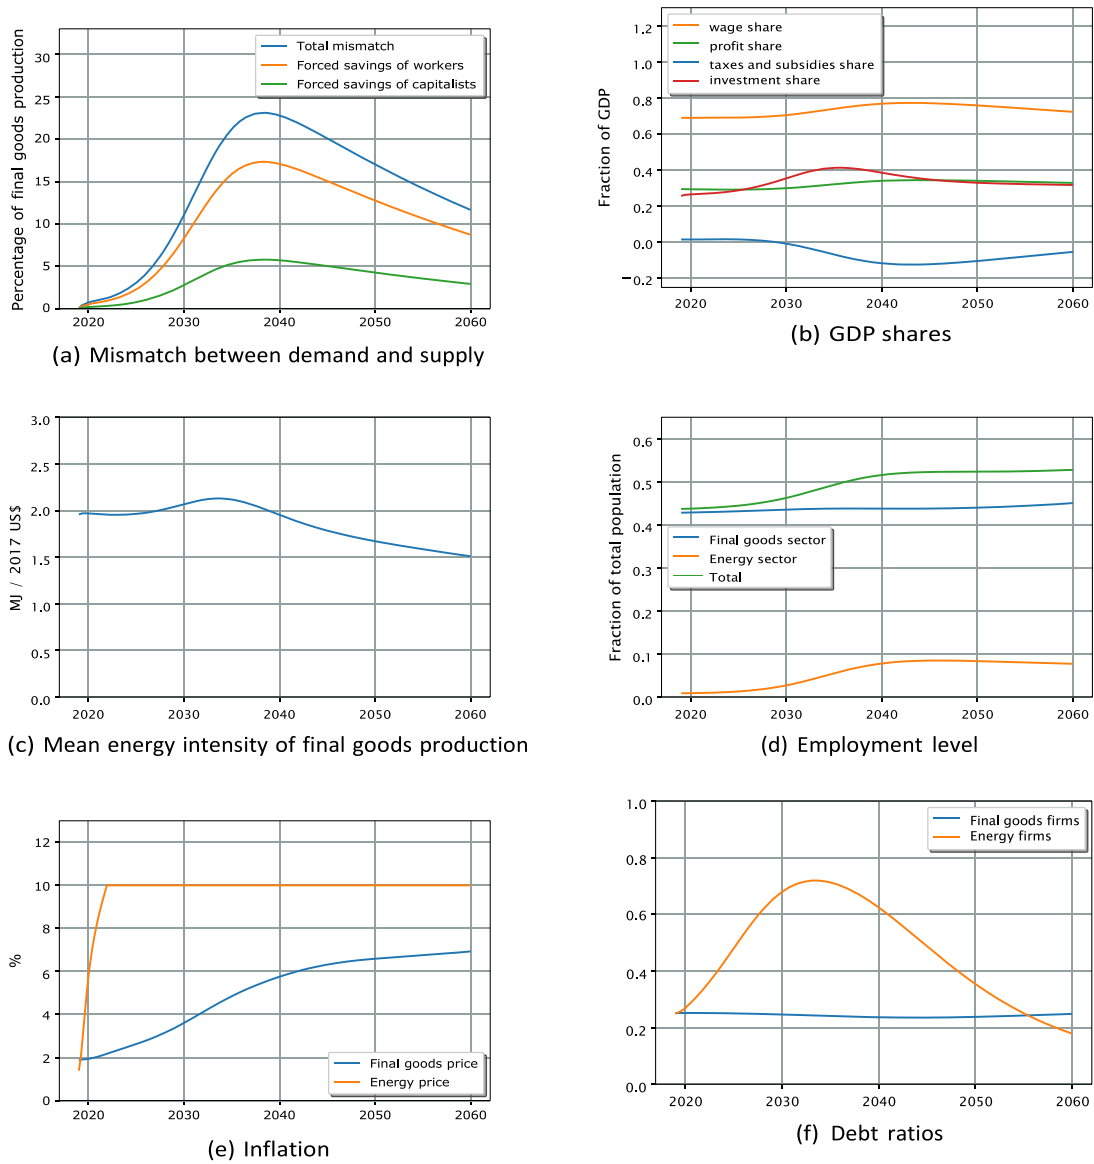 Percentage of final goods production
30
25
20
15
10
5
0
Total mismatch
Forced savings of workers
Forced savings of capitalists
2020 2030 2040 2050 2060
(a) Mismatch between demand and supply
Fraction of GDP
1.2
1.0
0.8
0.6
0.4
0.2
0.0
−0.2
wage share
profit share
taxes and subsidies share
investment share
2020 2030 2040 2050 2060
(b) GDP shares
MJ / 2017 US$
3.0
2.5
2.0
1.5
1.0
0.5
0.0
2020 2030 2040 2050 2060
(c) Mean energy intensity of final goods production
Fraction of total population
0.6
0.5
0.4
0.3
0.2
0.1
0.0
Final goods sector
Energy sector
Total
2020 2030 2040 2050 2060
(d) Employment level
%
12
10
8
6
4
2
0
Final goods price
Energy price
2020 2030 2040 2050 2060
(e) Inflation
1.0
0.8
0.6
0.4
0.2
0.0
Final goods firms
Energy firms
2020 2030 2040 2050 2060
(f) Debt ratios